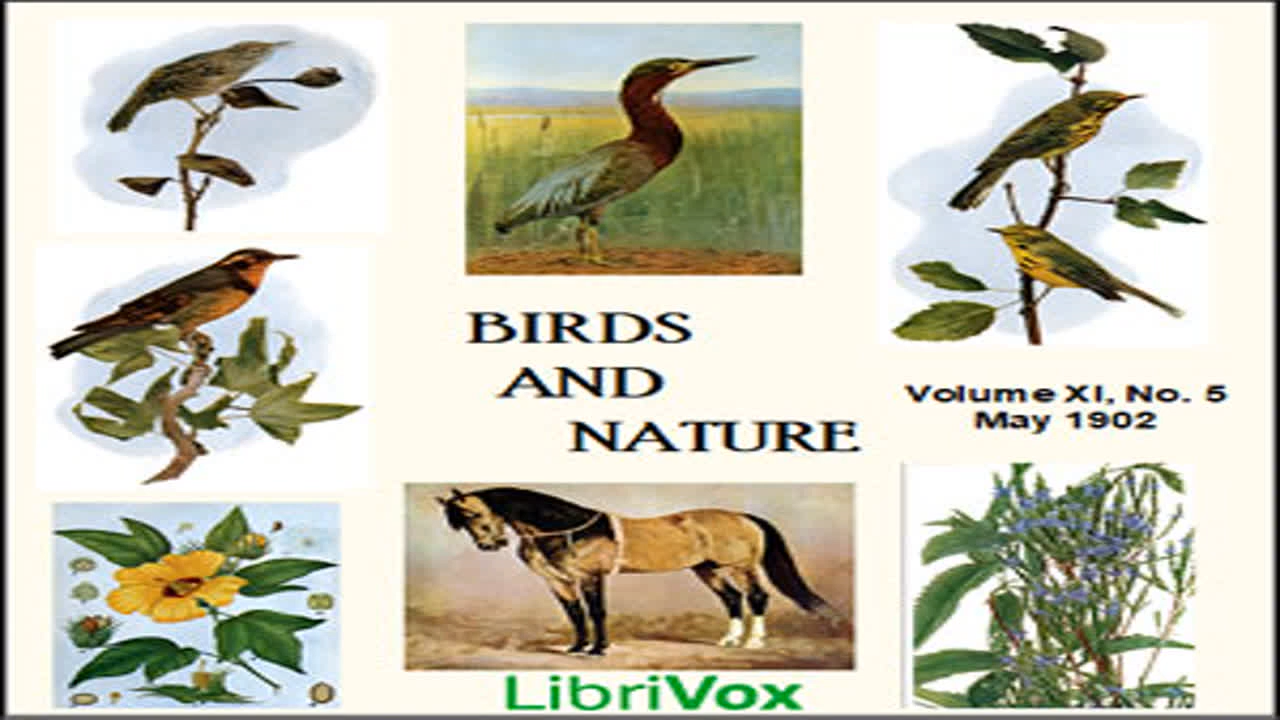 BIRDS
AND
NATURE
Volume XI, No. 5
May 1902
LibriVox